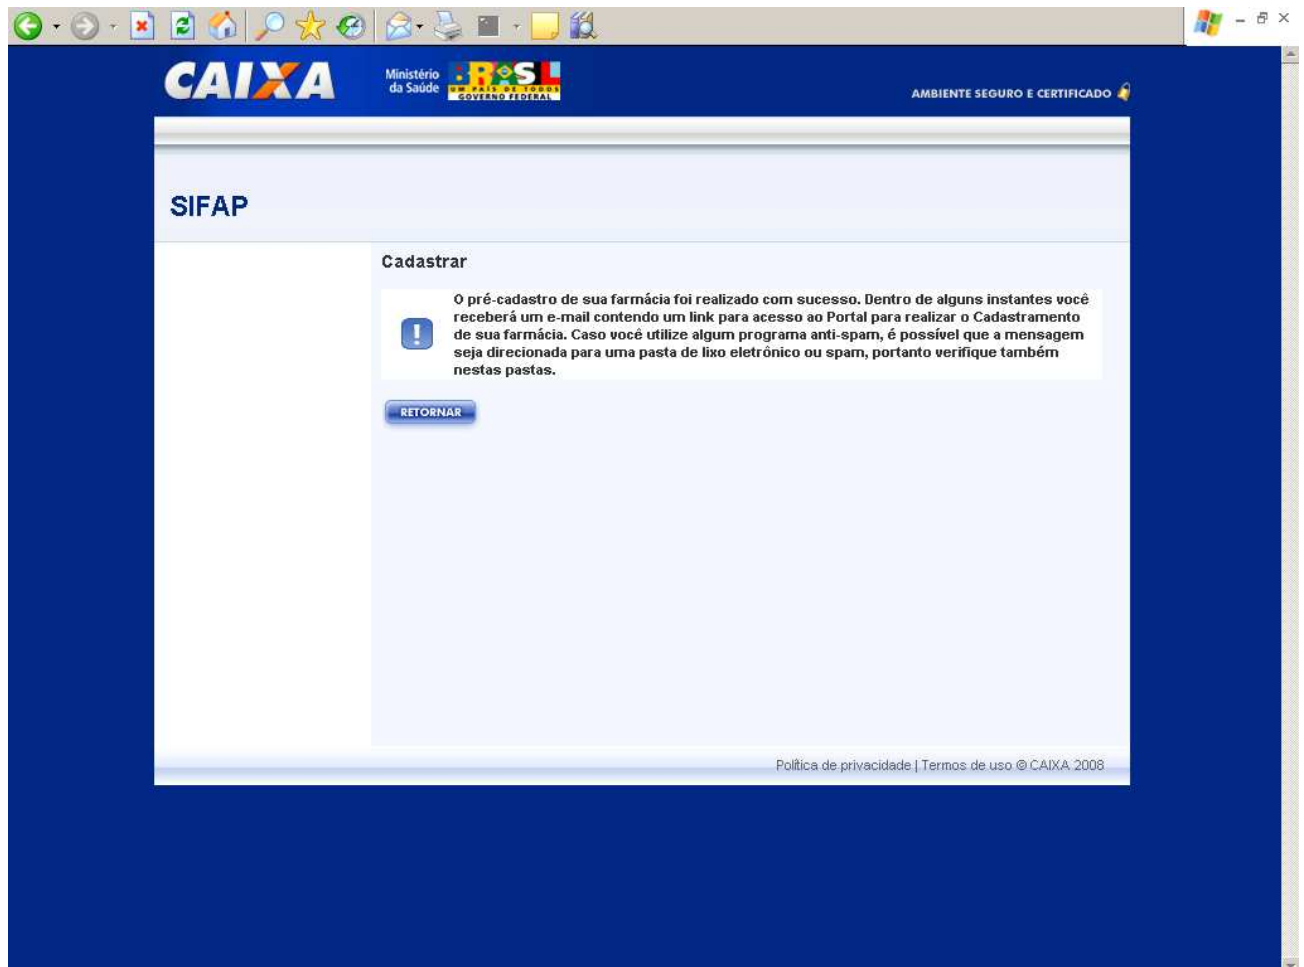 CAIXA
Ministério
da Saúde
BRASIL
UM PAÍS DE TODOS
GOVERNO FEDERAL
AMBIENTE SEGURO E CERTIFICADO
SIFAP
Cadastrar
O pré-cadastro de sua farmácia foi realizado com sucesso. Dentro de alguns instantes você
receberá um e-mail contendo um link para acesso ao Portal para realizar o Cadastramento
de sua farmácia. Caso você utilize algum programa anti-spam, é possível que a mensagem
seja direcionada para uma pasta de lixo eletrônico ou spam, portanto verifique também
nestas pastas.
RETORNAR
Política de privacidade | Termos de uso © CAIXA 2008